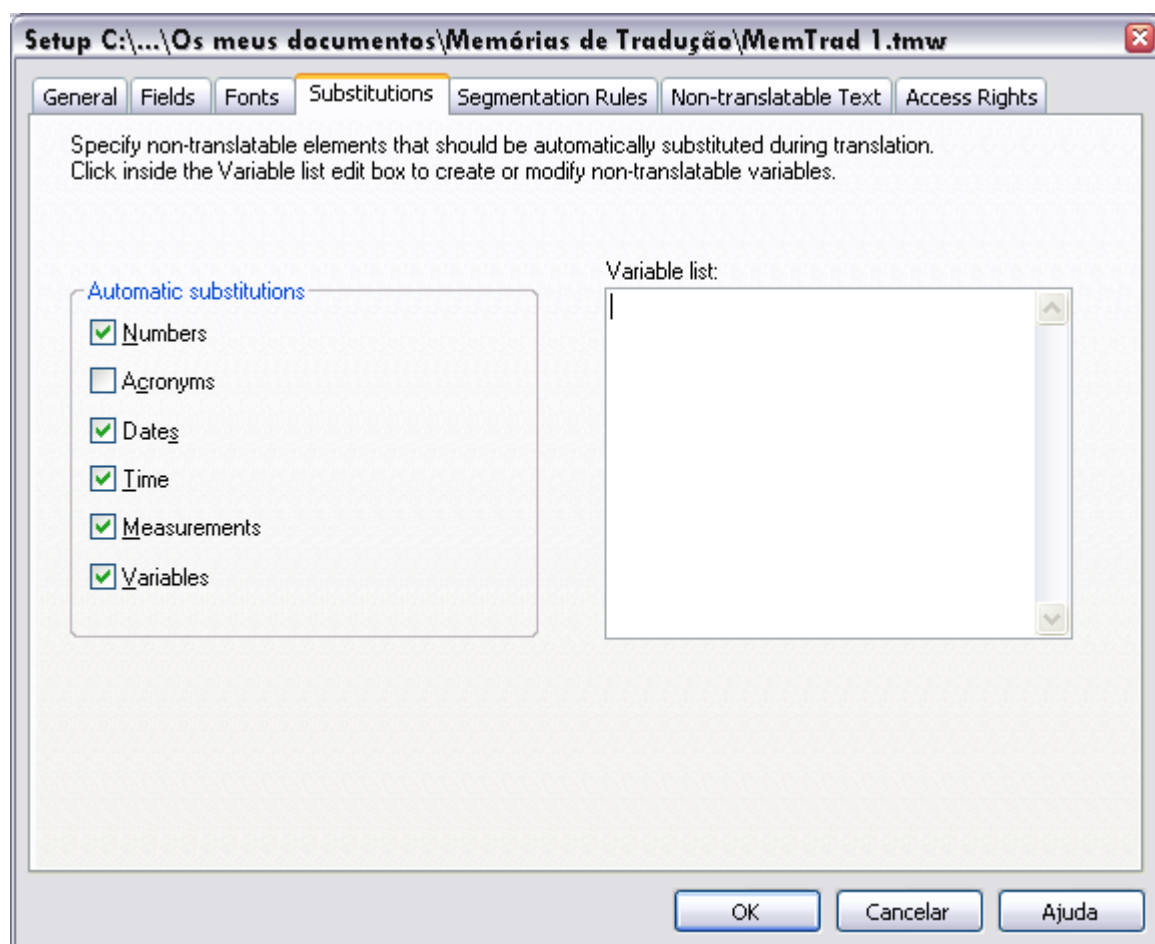 Setup C:\...\Os meus documentos\Memórias de Tradução\MemTrad 1.tmw
General Fields Fonts Substitutions Segmentation Rules Non-translatable Text Access Rights
Specify non-translatable elements that should be automatically substituted during translation.
Click inside the Variable list edit box to create or modify non-translatable variables.
Variable list:
Automatic substitutions
Numbers
Acronyms
Dates
Time
Measurements
Variables
OK Cancelar Ajuda